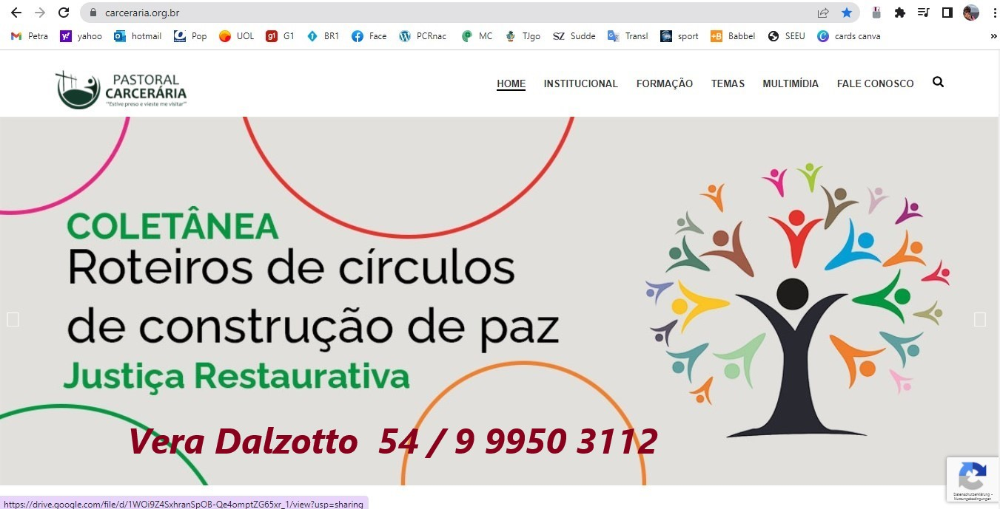 carceraria.org.br
Petra yahoo hotmail Pop UOL G1 BR1 Face PCRnac MC TJgo Sudde Transl sport Babbel SEEU cards canva »
PASTORAL
CARCERÁRIA
"Estive preso e vieste me visitar"
HOME INSTITUCIONAL FORMAÇÃO TEMAS MULTIMÍDIA FALE CONOSCO
COLETÂNEA
Roteiros de círculos
de construção de paz
Justiça Restaurativa
Vera Dalzotto 54 / 9 9950 3112
Datenschutzerklärung -
Nutzungsbedingungen
https://drive.google.com/file/d/1WOi9Z4SxhranSpOB-Qe4omptZG65xr_1/view?usp=sharing